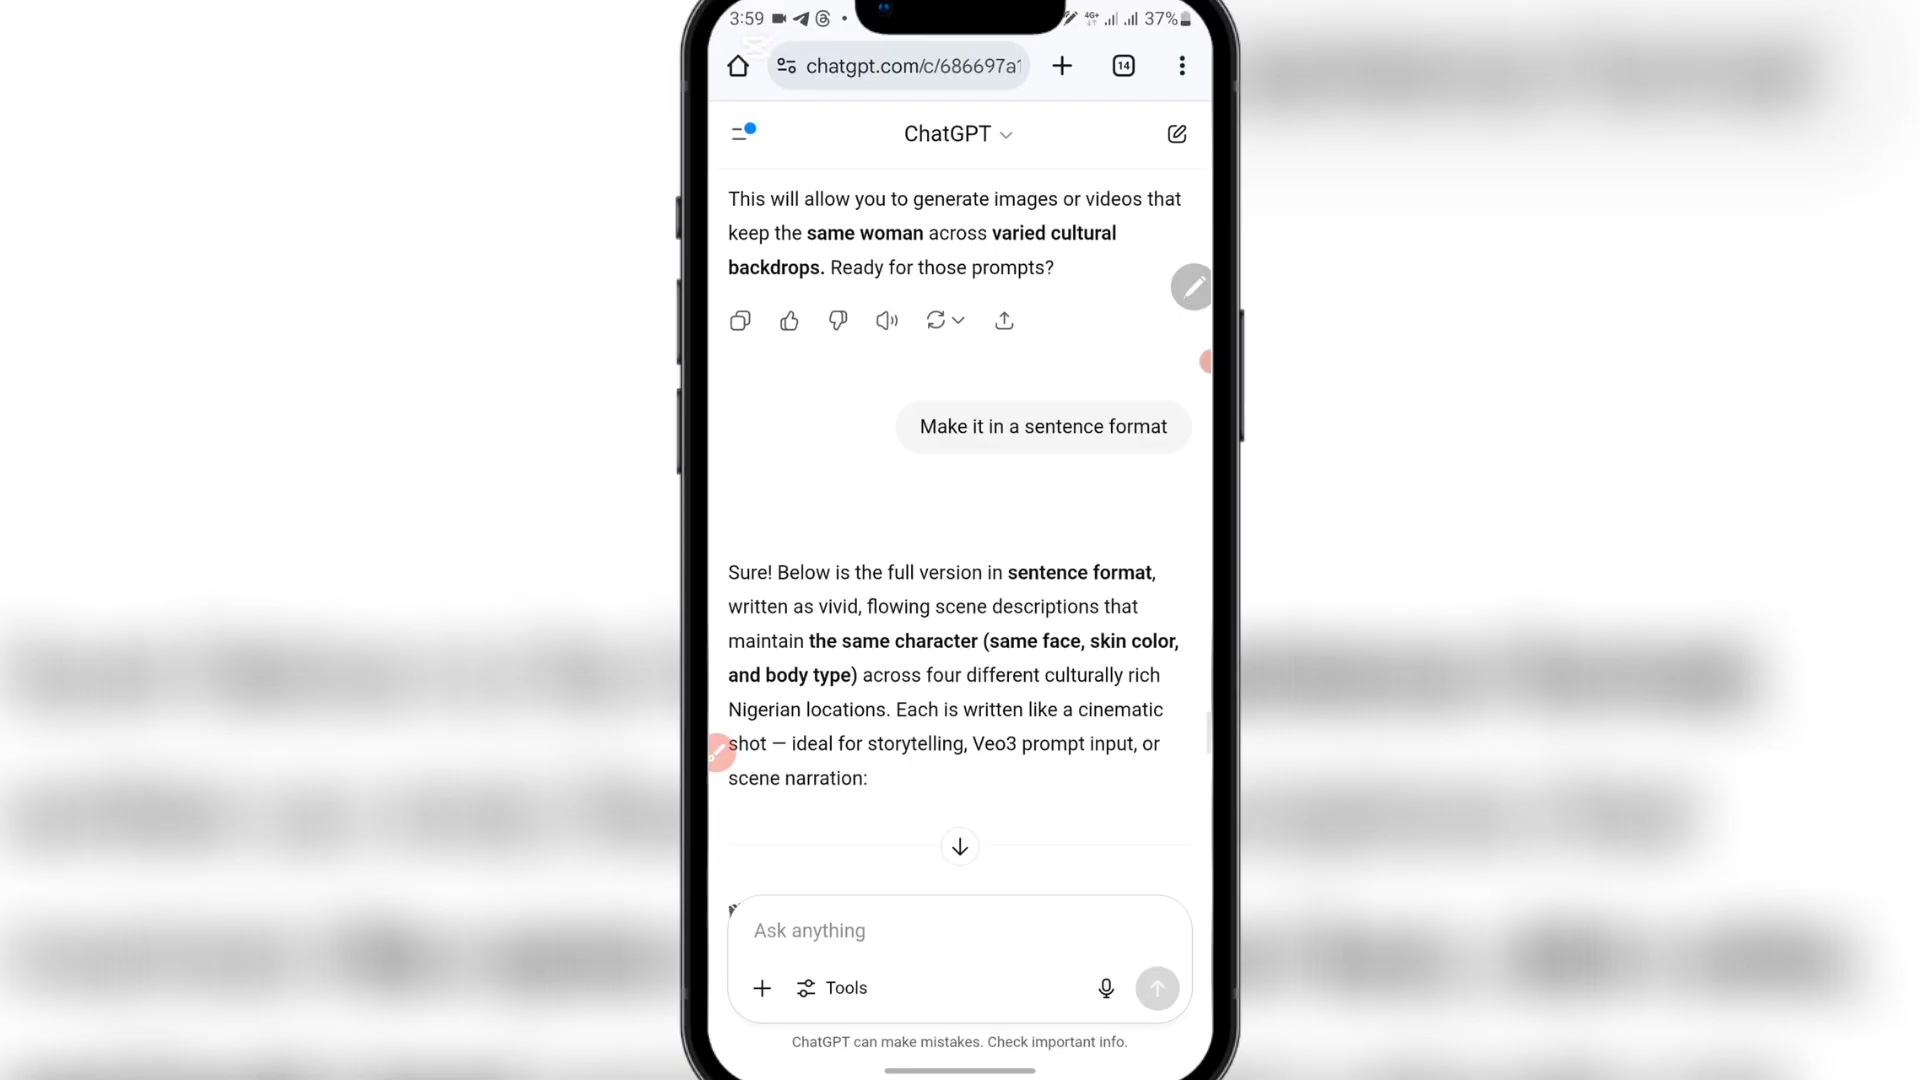 3:59
4G+
37%
chatgpt.com/c/686697a1
14
ChatGPT
This will allow you to generate images or videos that
keep the same woman across varied cultural
backdrops. Ready for those prompts?
Make it in a sentence format
Sure! Below is the full version in sentence format,
written as vivid, flowing scene descriptions that
maintain the same character (same face, skin color,
and body type) across four different culturally rich
Nigerian locations. Each is written like a cinematic
shot — ideal for storytelling, Veo3 prompt input, or
scene narration:
Ask anything
Tools
ChatGPT can make mistakes. Check important info.